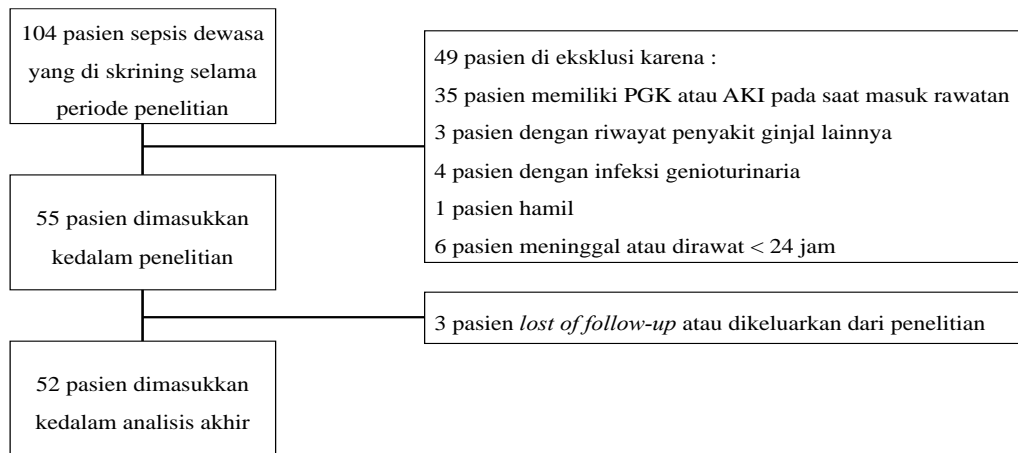 104 pasien sepsis dewasa
yang di skrining selama
periode penelitian
49 pasien di eksklusi karena :
35 pasien memiliki PGK atau AKI pada saat masuk rawatan
3 pasien dengan riwayat penyakit ginjal lainnya
4 pasien dengan infeksi genioturinaria
1 pasien hamil
6 pasien meninggal atau dirawat < 24 jam
55 pasien dimasukkan
kedalam penelitian
3 pasien lost of follow-up atau dikeluarkan dari penelitian
52 pasien dimasukkan
kedalam analisis akhir